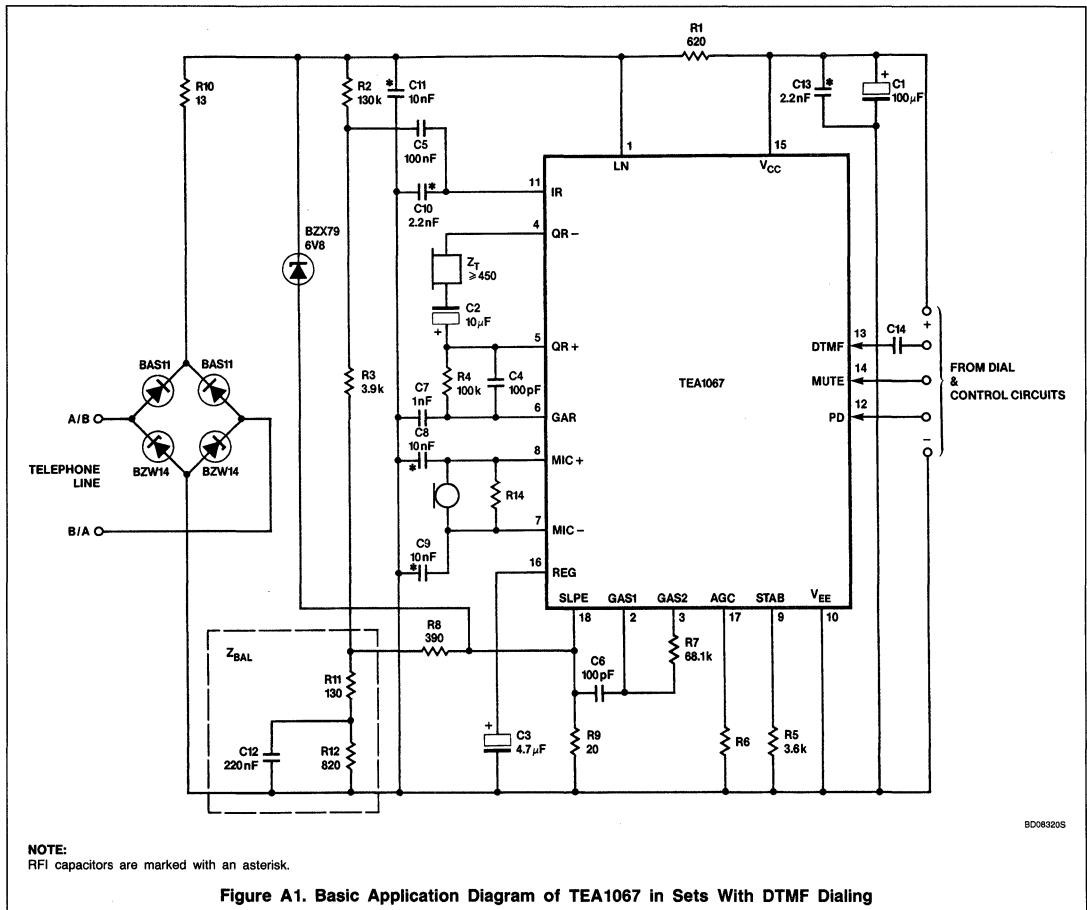 R1
620
R10
13
R2
130k
*
C11
10nF
C13
2.2nF
*
+
C1
100μF
C5
100nF
1
LN
15
VCC
11
IR
*
C10
2.2nF
4
QR−
BZX79
6V8
ZT
≥450
C2
10μF
+
5
QR+
13
DTMF
C14
+
FROM DIAL
&
CONTROL CIRCUITS
14
MUTE
TEA1067
12
PD
−
BAS11
BAS11
R3
3.9k
R4
100k
C4
100pF
C7
1nF
6
GAR
A/B
C8
10nF
*
8
MIC+
BZW14
BZW14
TELEPHONE
LINE
R14
7
MIC−
B/A
C9
10nF
*
16
REG
SLPE
GAS1
GAS2
AGC
STAB
VEE
18
2
3
17
9
10
ZBAL
R8
390
R7
68.1k
C6
100pF
R11
130
+
C3
4.7μF
R9
20
R6
R5
3.6k
C12
220nF
R12
820
BD08320S
NOTE:
RFI capacitors are marked with an asterisk.
Figure A1. Basic Application Diagram of TEA1067 in Sets With DTMF Dialing